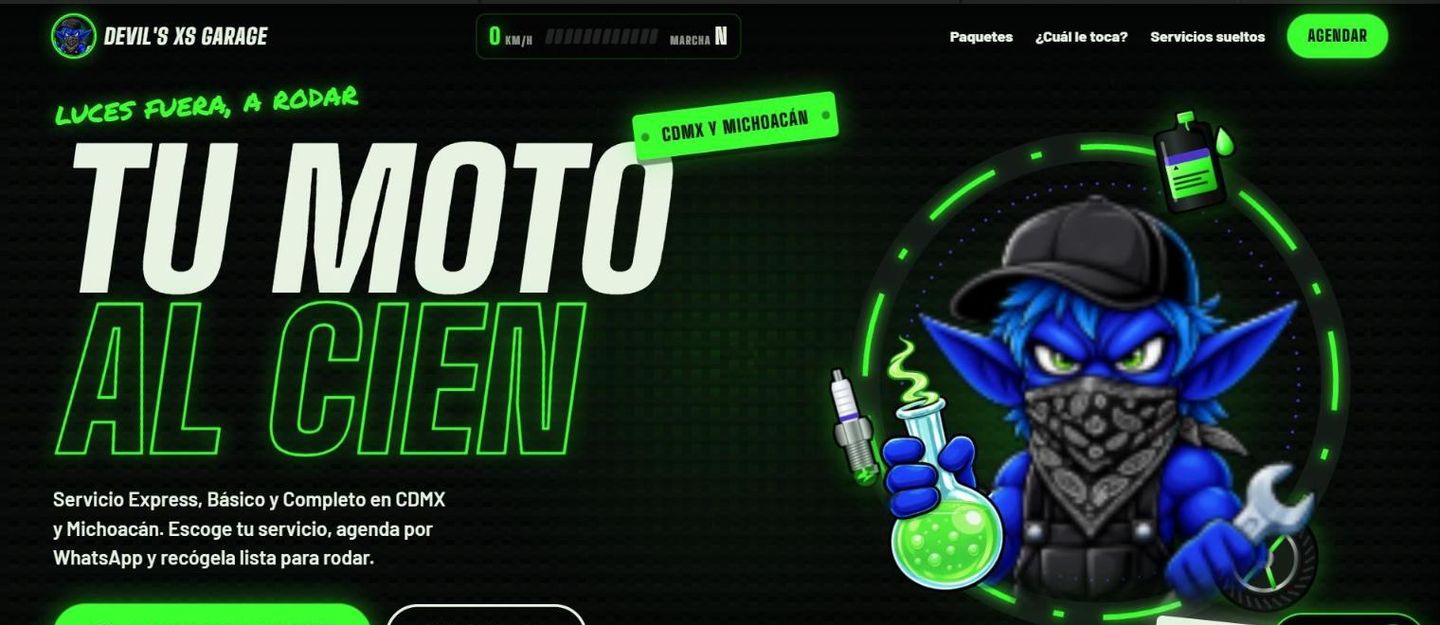 DEVIL'S XS GARAGE
0 KM/H
MARCHA N
Paquetes
¿Cuál le toca?
Servicios sueltos
AGENDAR
LUCES FUERA, A RODAR
CDMX Y MICHOACÁN
TU MOTO
AL CIEN
Servicio Express, Básico y Completo en CDMX
y Michoacán. Escoge tu servicio, agenda por
WhatsApp y recógela lista para rodar.